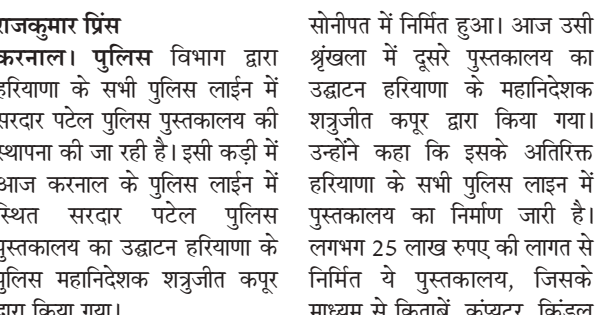 राजकुमार प्रिंस
करनाल। पुलिस विभाग द्वारा
हरियाणा के सभी पुलिस लाईन में
सरदार पटेल पुलिस पुस्तकालय की
स्थापना की जा रही है। इसी कड़ी में
आज करनाल के पुलिस लाईन में
स्थित सरदार पटेल पुलिस
पुस्तकालय का उद्घाटन हरियाणा के
पुलिस महानिदेशक शत्रुजीत कपूर
द्वारा किया गया।
सोनीपत में निर्मित हुआ। आज उसी
श्रृंखला में दूसरे पुस्तकालय का
उद्घाटन हरियाणा के महानिदेशक
शत्रुजीत कपूर द्वारा किया गया।
उन्होंने कहा कि इसके अतिरिक्त
हरियाणा के सभी पुलिस लाइन में
पुस्तकालय का निर्माण जारी है।
लगभग 25 लाख रुपए की लागत से
निर्मित ये पुस्तकालय, जिसके
माध्यम से किताबें, कंप्यूटर, किंडल